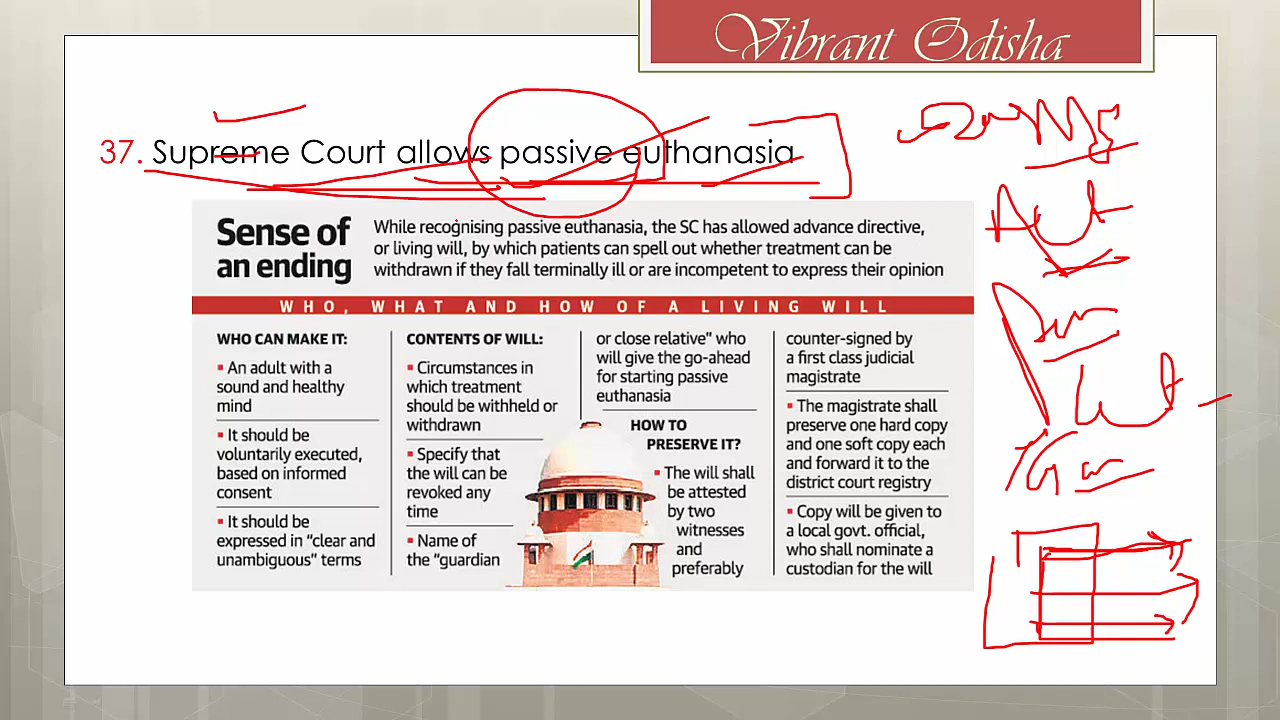 Vibrant Odisha
37. Supreme Court allows passive euthanasia
Sense of
an ending
While recognising passive euthanasia, the SC has allowed advance directive,
or living will, by which patients can spell out whether treatment can be
withdrawn if they fall terminally ill or are incompetent to express their opinion
WHO, WHAT AND HOW OF A LIVING WILL
WHO CAN MAKE IT:
▪ An adult with a
sound and healthy
mind
▪ It should be
voluntarily executed,
based on informed
consent
▪ It should be
expressed in “clear and
unambiguous” terms
CONTENTS OF WILL:
▪ Circumstances in
which treatment
should be withheld or
withdrawn
▪ Specify that
the will can be
revoked any
time
▪ Name of
the “guardian
or close relative” who
will give the go-ahead
for starting passive
euthanasia
HOW TO
PRESERVE IT?
▪ The will shall
be attested
by two
witnesses
and
preferably
counter-signed by
a first class judicial
magistrate
▪ The magistrate shall
preserve one hard copy
and one soft copy each
and forward it to the
district court registry
▪ Copy will be given to
a local govt. official,
who shall nominate a
custodian for the will